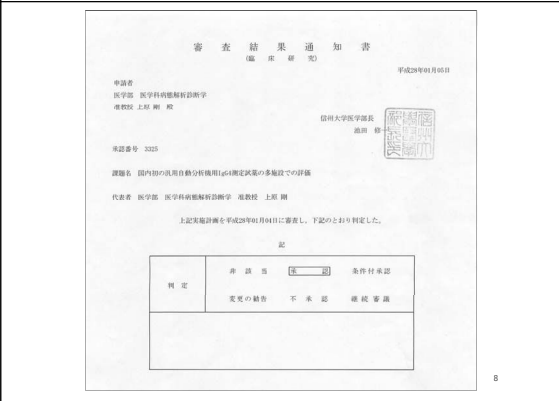 審 査 結 果 通 知 書
(臨 床 研 究)
平成28年01月05日
申請者
医学部 医学科病態解析診断学
准教授 上原 剛 殿
信州大学医学部長
池田 修一
承認番号 3325
課題名 国内初の汎用自動分析機用IgG4測定試薬の多施設での評価
代表者 医学部 医学科病態解析診断学 准教授 上原 剛
上記実施計画を平成28年01月04日に審査し、下記のとおり判定した。
記
判 定
非 該 当 承 認 条件付承認
変更の勧告 不 承 認 継続審議
8